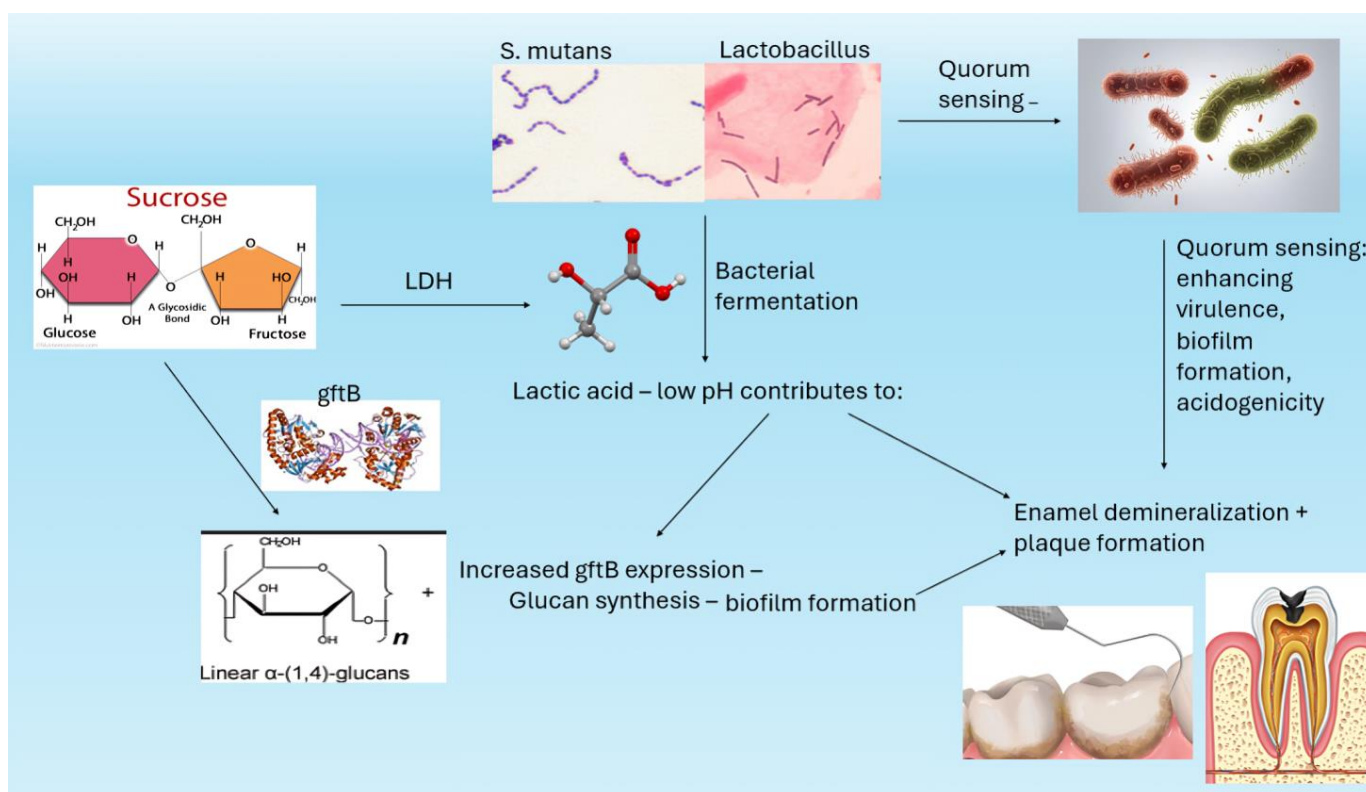 S. mutans
Lactobacillus
Quorum
sensing –
Sucrose
CH₂OH
O
H
H
H
OH
H
OH
H
OH
Glucose
O
A Glycosidic
Bond
CH₂OH
O
H
H
HO
CH₂OH
OH
H
Fructose
LDH
Bacterial
fermentation
Quorum sensing:
enhancing
virulence,
biofilm
formation,
acidogenicity
Lactic acid – low pH contributes to:
gftB
CH₂OH
O
OH
O
OH
n
+
Linear α-(1,4)-glucans
Increased gftB expression –
Glucan synthesis – biofilm formation
Enamel demineralization +
plaque formation